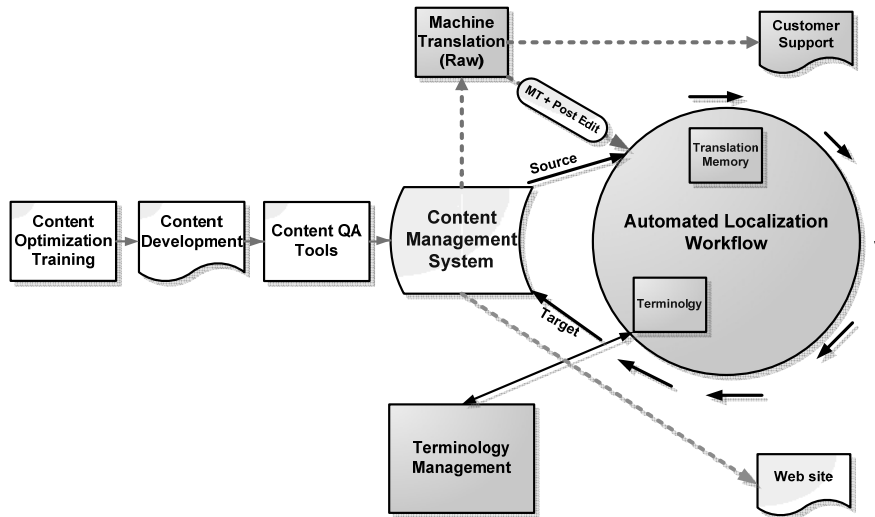 Machine
Translation
(Raw)
Customer
Support
MT + Post Edit
Translation
Memory
Source
Content
Optimization
Training
Content
Development
Content QA
Tools
Content
Management
System
Automated Localization
Workflow
Terminolgy
Target
Terminology
Management
Web site